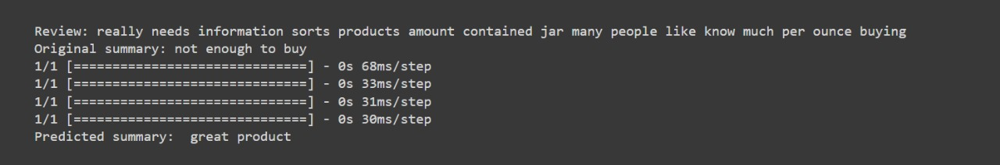 Review: really needs information sorts products amount contained jar many people like know much per ounce buying
Original summary: not enough to buy
1/1 [==============================] - 0s 68ms/step
1/1 [==============================] - 0s 33ms/step
1/1 [==============================] - 0s 31ms/step
1/1 [==============================] - 0s 30ms/step
Predicted summary:  great product